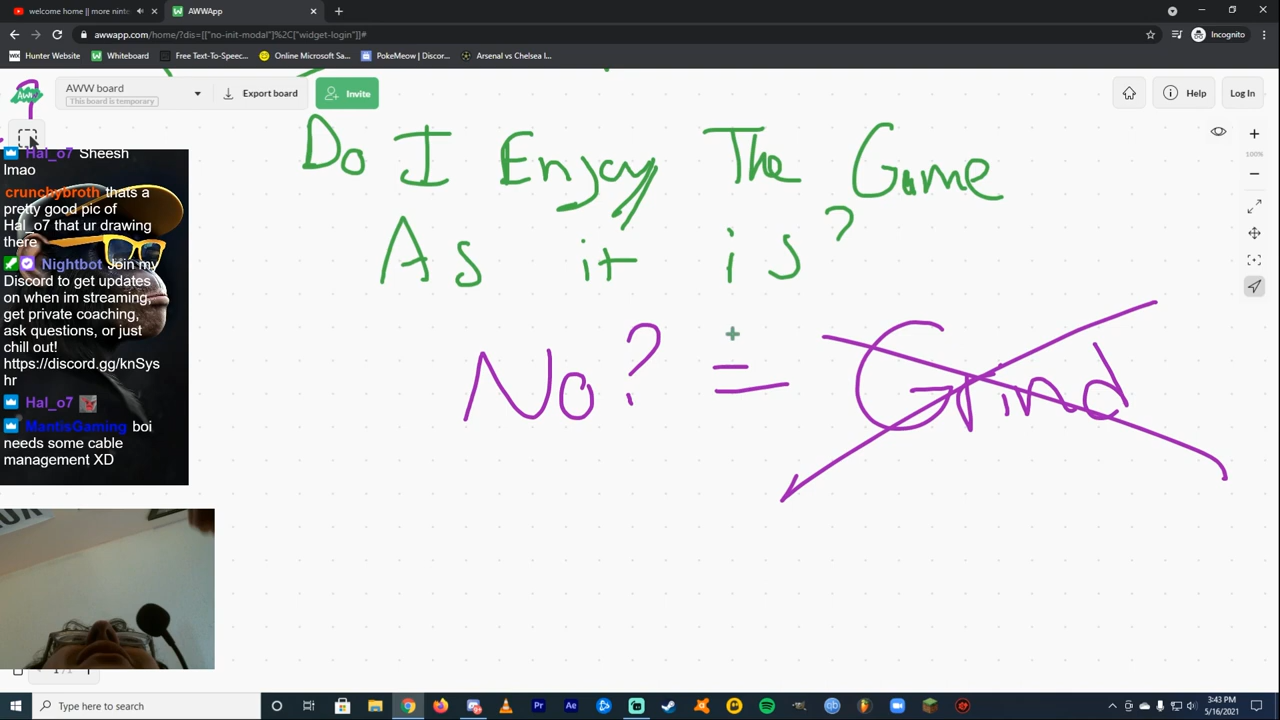 welcome home || more ninte
AWWApp
awwapp.com/home/?dis=[["no-init-modal"]%2C["widget-login"]]#
Incognito
Hunter Website
Whiteboard
Free Text-To-Speec...
Online Microsoft Sa...
PokeMeow | Discor...
Arsenal vs Chelsea l...
AWW board
This board is temporary
Export board
Invite
Help
Log In
100%
Do I Enjoy The Game
As it is?
No? = Grind
Hal_o7 Sheesh
lmao
crunchybroth thats a
pretty good pic of
Hal_o7 that ur drawing
there
Nightbot Join my
Discord to get updates
on when im streaming,
get private coaching,
ask questions, or just
chill out!
https://discord.gg/knSys
hr
Hal_o7
MantisGaming boi
needs some cable
management XD
Type here to search
3:43 PM
5/16/2021